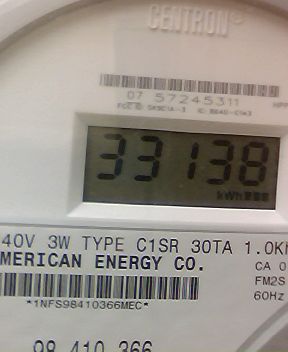 CENTRON
07 57245311
33138
kWh
40V 3W TYPE C1SR 30TA 1.0K
MERICAN ENERGY CO.
CA 0
FM2S
60Hz
*1NFS98410366MEC*
98 410 366